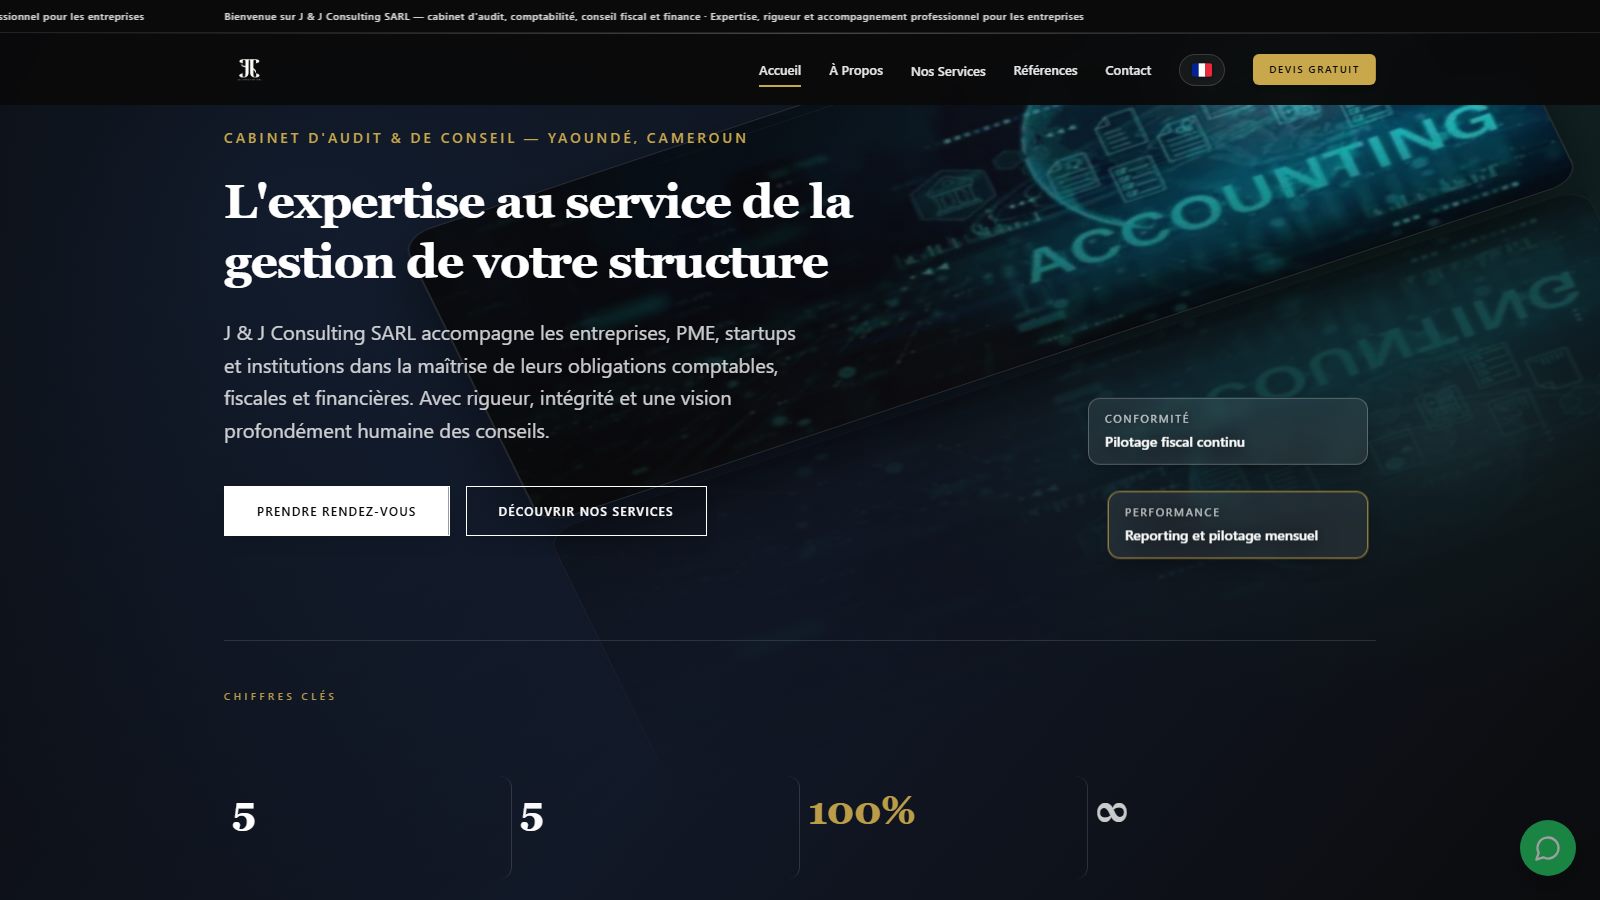 ssionnel pour les entreprises
Bienvenue sur J & J Consulting SARL — cabinet d'audit, comptabilité, conseil fiscal et finance · Expertise, rigueur et accompagnement professionnel pour les entreprises
Accueil
À Propos
Nos Services
Références
Contact
DEVIS GRATUIT
CABINET D'AUDIT & DE CONSEIL — YAOUNDÉ, CAMEROUN
L'expertise au service de la
gestion de votre structure
J & J Consulting SARL accompagne les entreprises, PME, startups
et institutions dans la maîtrise de leurs obligations comptables,
fiscales et financières. Avec rigueur, intégrité et une vision
profondément humaine des conseils.
PRENDRE RENDEZ-VOUS
DÉCOUVRIR NOS SERVICES
ACCOUNTING
CONFORMITÉ
Pilotage fiscal continu
PERFORMANCE
Reporting et pilotage mensuel
CHIFFRES CLÉS
5
5
100%
∞